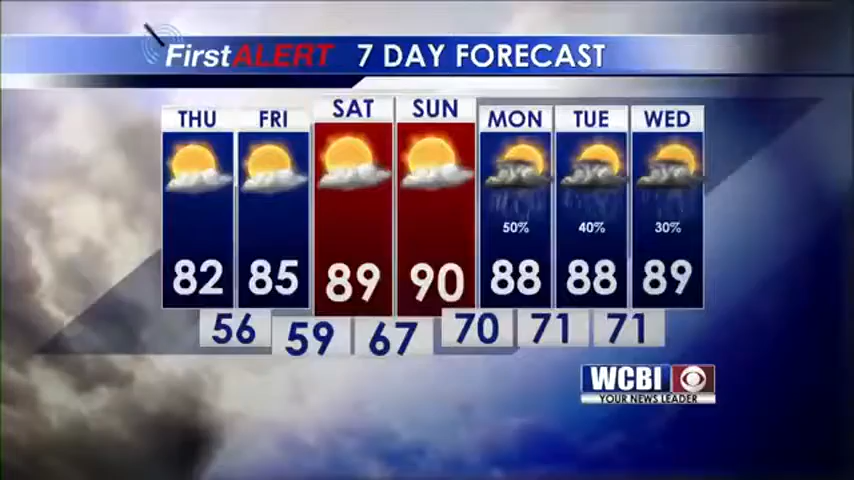 FirstALERT 7 DAY FORECAST
THU FRI SAT SUN MON TUE WED
50% 40% 30%
82 85 89 90 88 88 89
56 59 67 70 71 71
WCBI
YOUR NEWS LEADER